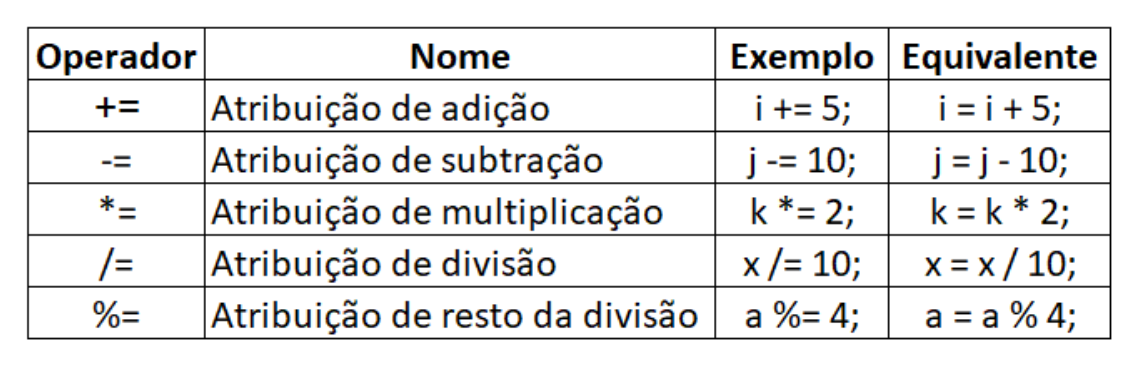 Operador Nome Exemplo Equivalente
+= Atribuição de adição i += 5; i = i + 5;
-= Atribuição de subtração j -= 10; j = j - 10;
*= Atribuição de multiplicação k *= 2; k = k * 2;
/= Atribuição de divisão x /= 10; x = x / 10;
%= Atribuição de resto da divisão a %= 4; a = a % 4;